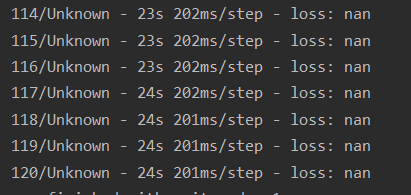 114/Unknown - 23s 202ms/step - loss: nan
115/Unknown - 23s 202ms/step - loss: nan
116/Unknown - 23s 202ms/step - loss: nan
117/Unknown - 24s 202ms/step - loss: nan
118/Unknown - 24s 201ms/step - loss: nan
119/Unknown - 24s 201ms/step - loss: nan
120/Unknown - 24s 201ms/step - loss: nan